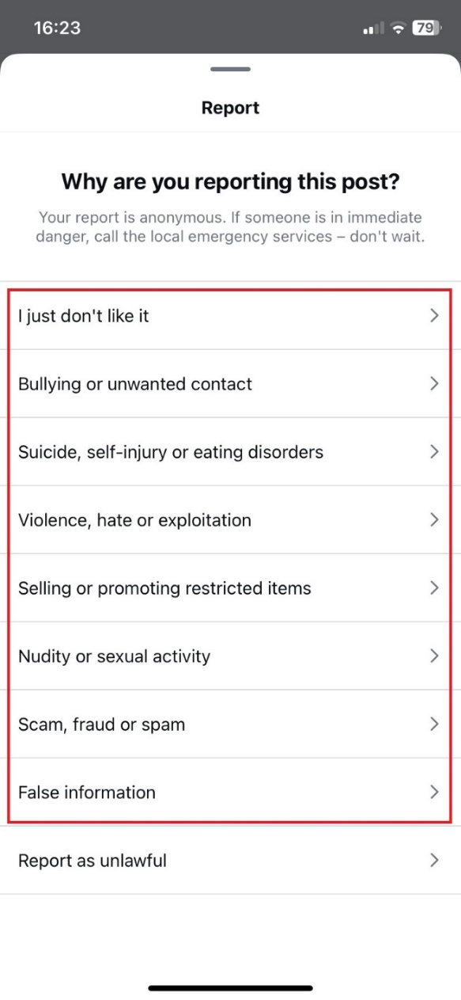 16:23
79
Report
Why are you reporting this post?
Your report is anonymous. If someone is in immediate
danger, call the local emergency services – don't wait.
I just don't like it
Bullying or unwanted contact
Suicide, self-injury or eating disorders
Violence, hate or exploitation
Selling or promoting restricted items
Nudity or sexual activity
Scam, fraud or spam
False information
Report as unlawful